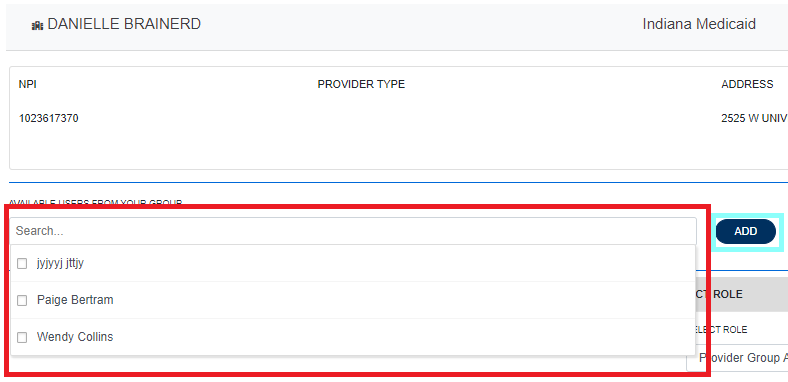 DANIELLE BRAINERD Indiana Medicaid
NPI PROVIDER TYPE ADDRESS
1023617370 2525 W UNIV
AVAILABLE USERS FROM YOUR GROUP
Search... ADD
jyjyyj jttjy
CT ROLE
Paige Bertram
ELECT ROLE
Wendy Collins
Provider Group A